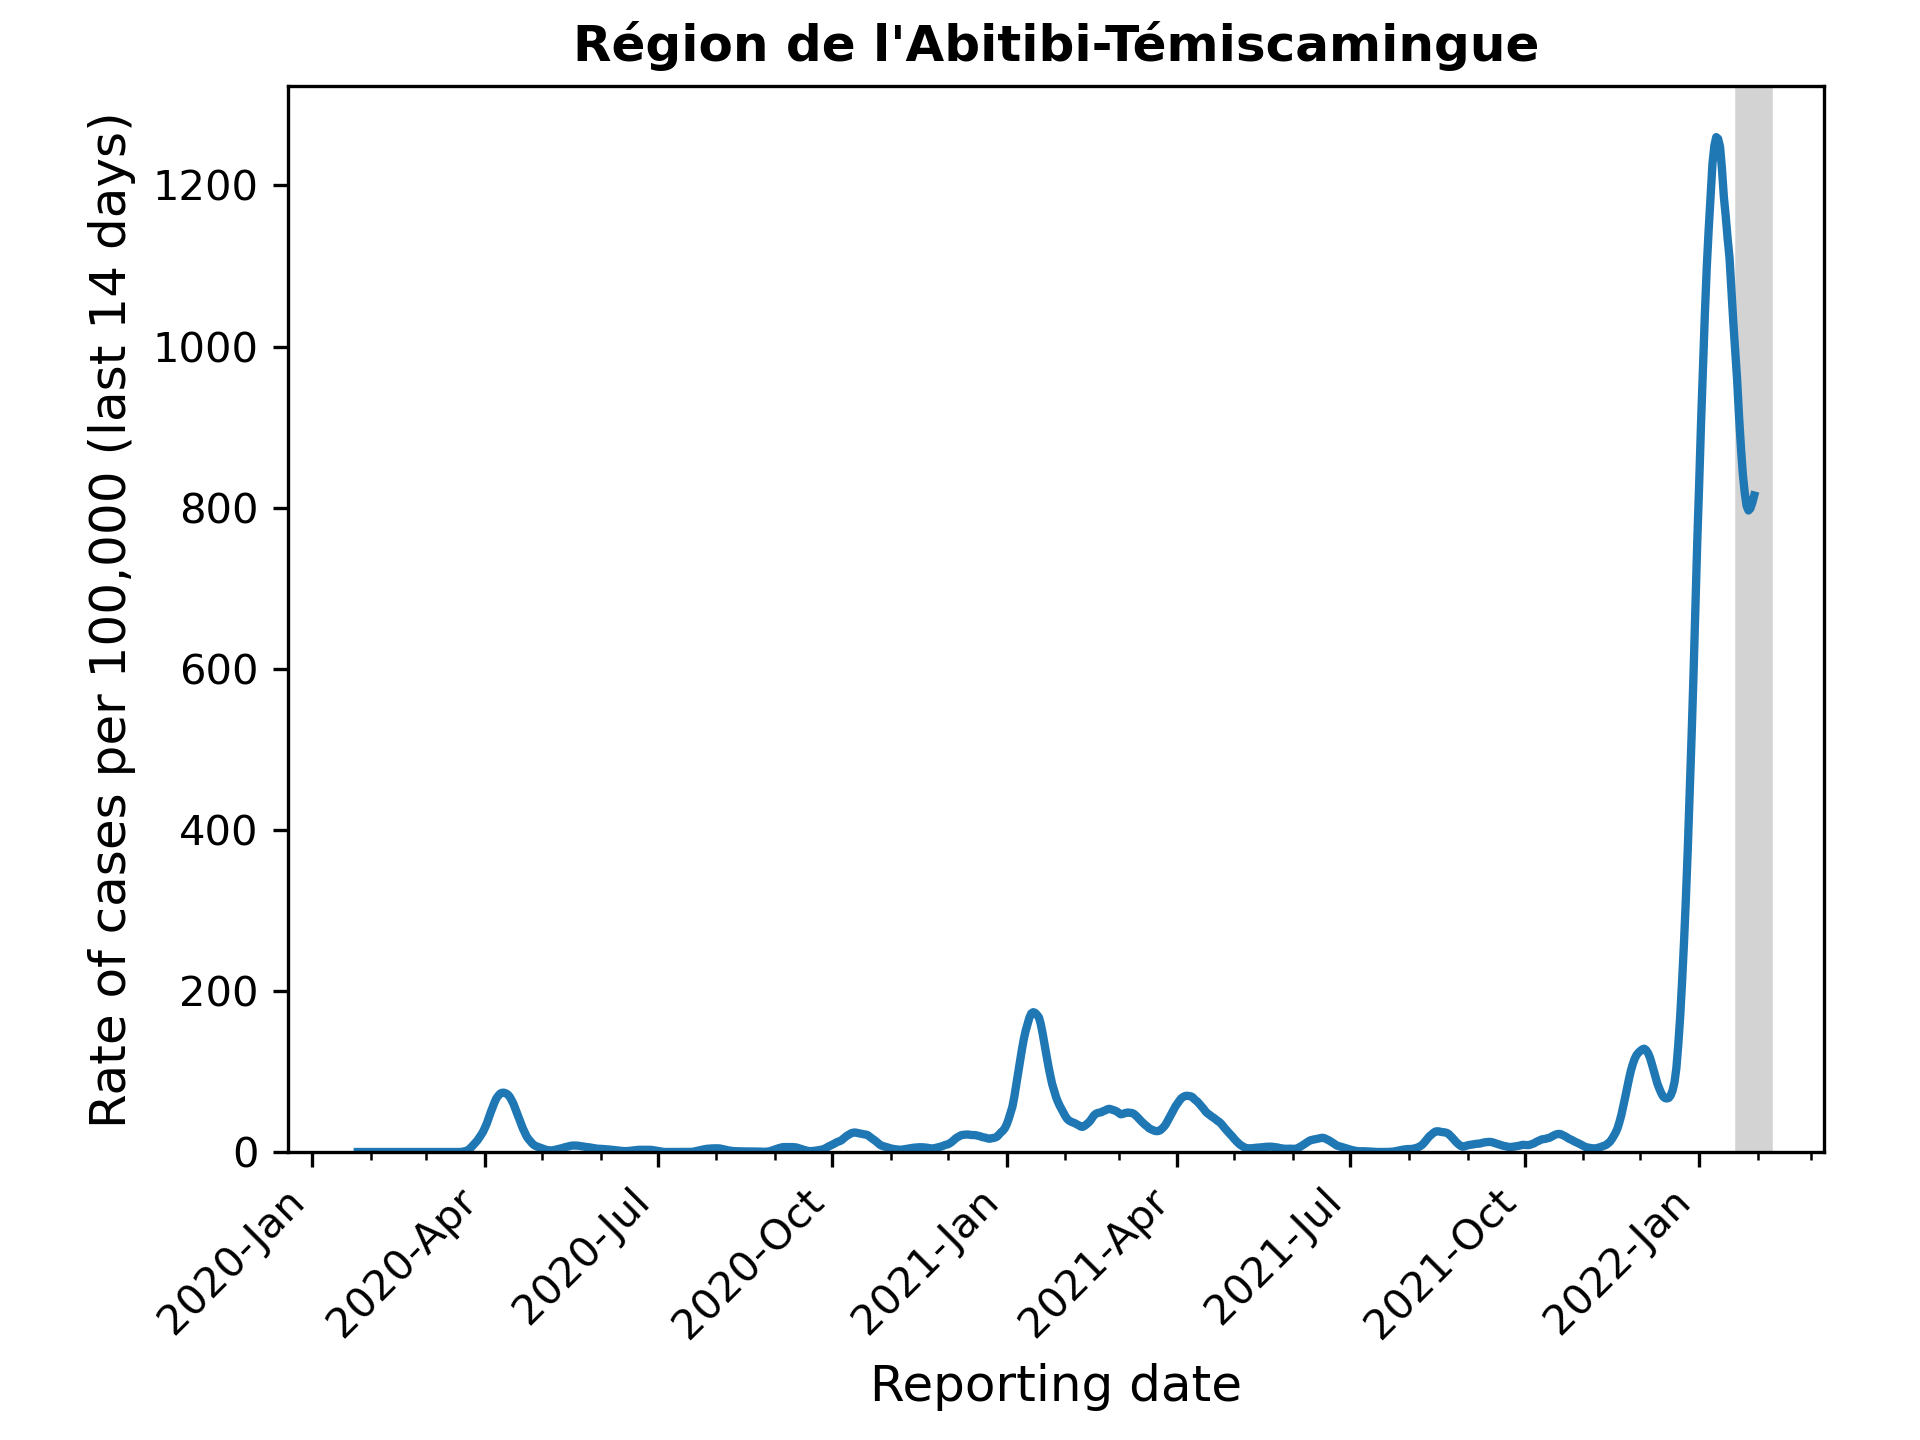 Région de l'Abitibi-Témiscamingue
Rate of cases per 100,000 (last 14 days)
1200
1000
800
600
400
200
0
2020-Jan
2020-Apr
2020-Jul
2020-Oct
2021-Jan
2021-Apr
2021-Jul
2021-Oct
2022-Jan
Reporting date